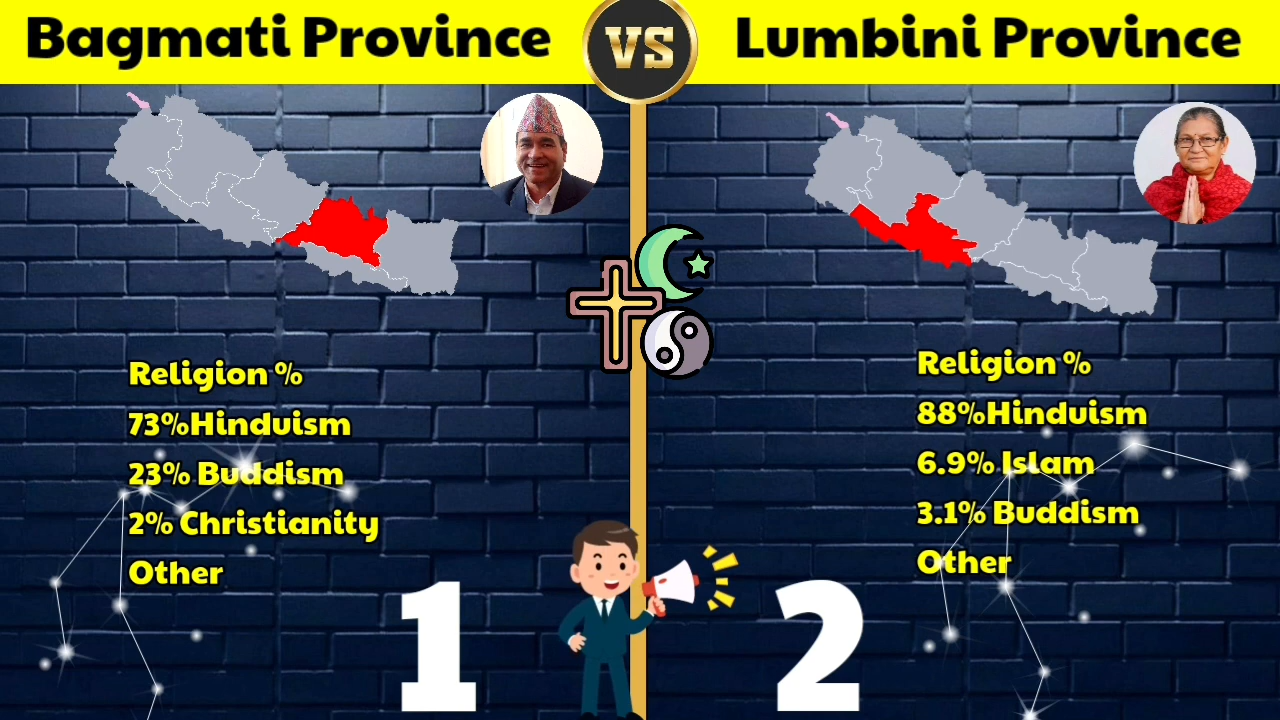 Bagmati Province
VS
Lumbini Province
Religion %
73%Hinduism
23% Buddism
2% Christianity
Other
1
Religion %
88%Hinduism
6.9% Islam
3.1% Buddism
Other
2